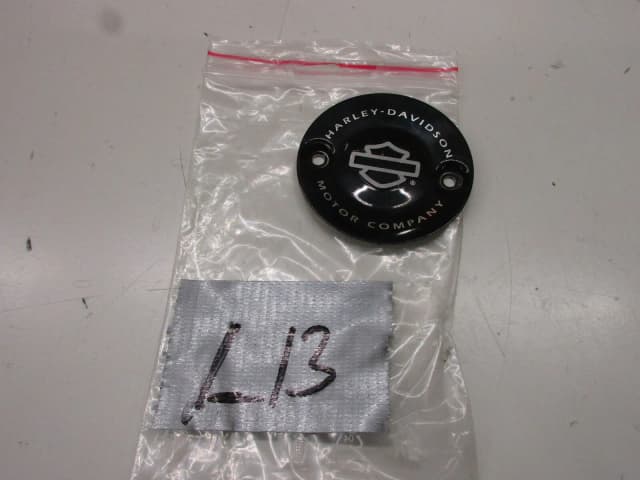 HARLEY-DAVIDSON
®
MOTOR COMPANY
L13